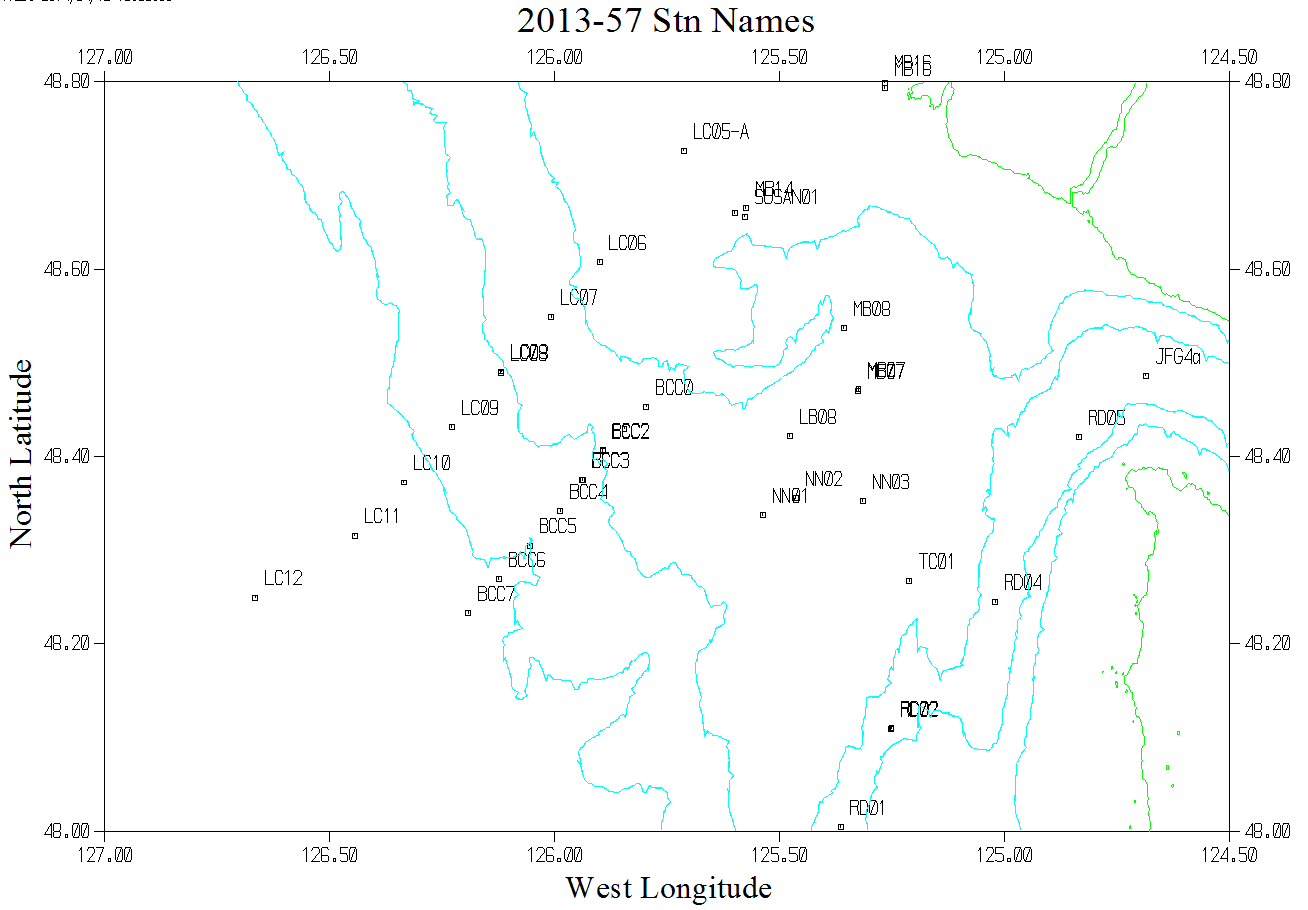 2013-57 Stn Names
127.00 126.50 126.00 125.50 125.00 124.50
48.80 48.80
MB16
LC05-A
MB14
SUSAN01
LC06
48.60 48.60
LC07
MB08
LC08
JFG4a
MB07
BCC0
LC09
LB08
RD05
BCC2
48.40 48.40
BCC3
LC10
NN02
NN03
BCC4
NN01
LC11
BCC5
BCC6
TC01
LC12
RD04
BCC7
48.20 48.20
RD02
RD01
48.00 48.00
127.00 126.50 126.00 125.50 125.00 124.50
West Longitude
North Latitude